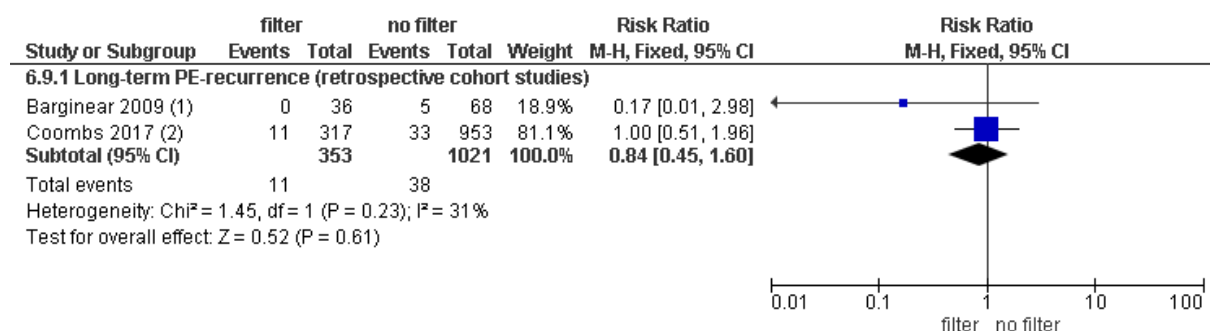 filter no filter Risk Ratio Risk Ratio
Study or Subgroup Events Total Events Total Weight M-H, Fixed, 95% CI M-H, Fixed, 95% CI
6.9.1 Long-term PE-recurrence (retrospective cohort studies)
Barginear 2009 (1) 0 36 5 68 18.9% 0.17 [0.01, 2.98]
Coombs 2017 (2) 11 317 33 953 81.1% 1.00 [0.51, 1.96]
Subtotal (95% CI) 353 1021 100.0% 0.84 [0.45, 1.60]
Total events 11 38
Heterogeneity: Chi² = 1.45, df = 1 (P = 0.23); I² = 31%
Test for overall effect: Z = 0.52 (P = 0.61)
0.01 0.1 1 10 100
filter no filter